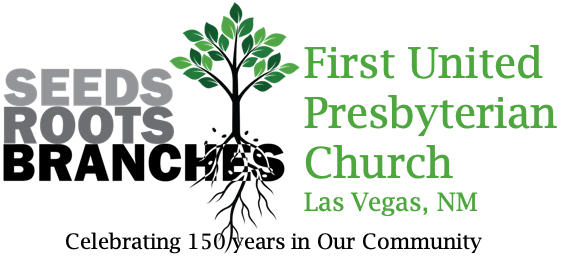 SEEDS
ROOTS
BRANCHES
First United
Presbyterian
Church
Las Vegas, NM
Celebrating 150 years in Our Community